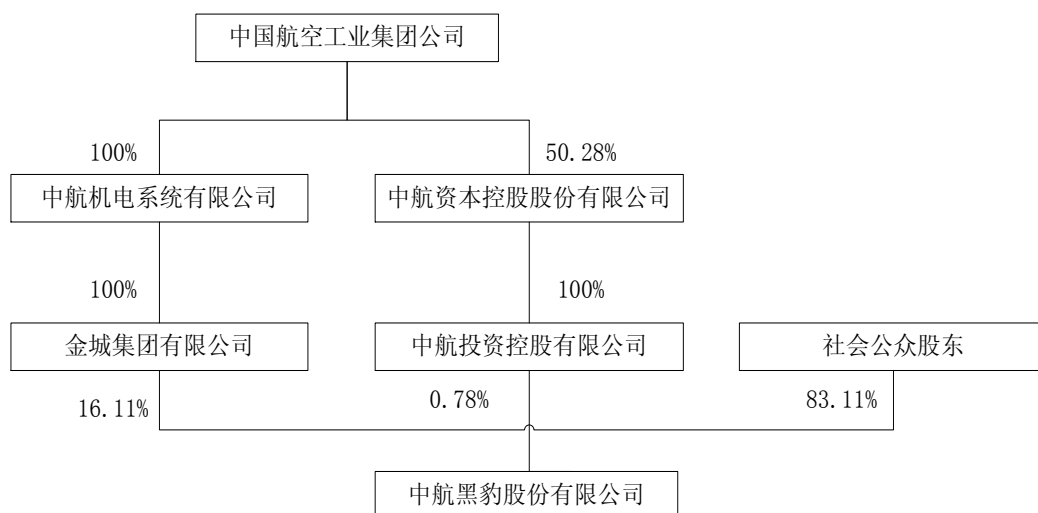 中国航空工业集团公司
100%
50.28%
中航机电系统有限公司
中航资本控股股份有限公司
100%
100%
金城集团有限公司
中航投资控股有限公司
社会公众股东
16.11%
0.78%
83.11%
中航黑豹股份有限公司